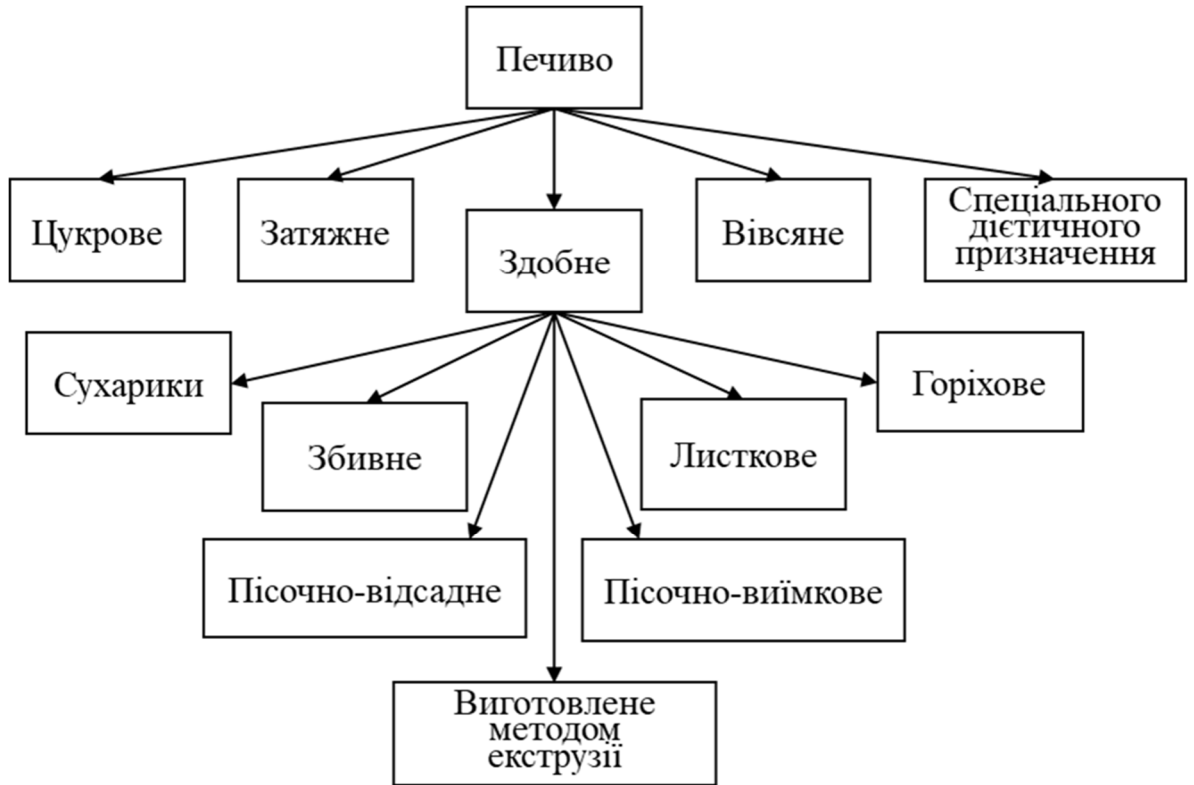 Печиво
Цукрове
Затяжне
Здобне
Вівсяне
Спеціального
дієтичного
призначення
Сухарики
Збивне
Листкове
Горіхове
Пісочно-відсадне
Пісочно-виїмкове
Виготовлене
методом
екструзії